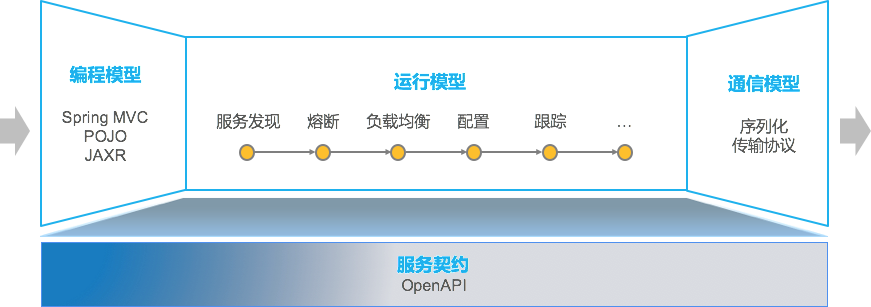 编程模型
Spring MVC
POJO
JAXR
运行模型
服务发现 熔断 负载均衡 配置 跟踪 …
通信模型
序列化
传输协议
服务契约
OpenAPI